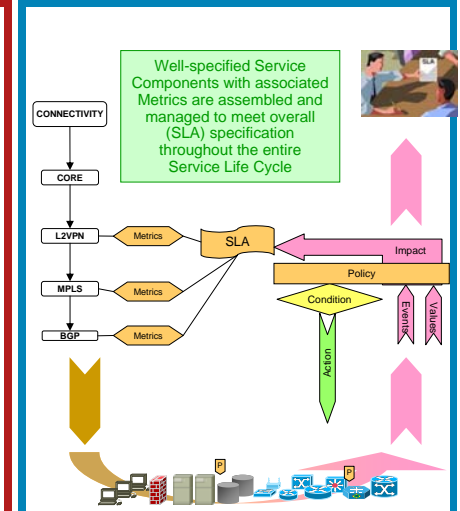 Well-specified Service
Components with associated
Metrics are assembled and
managed to meet overall
(SLA) specification
throughout the entire
Service Life Cycle
SLA
CONNECTIVITY
CORE
L2VPN
Metrics
SLA
Impact
Policy
MPLS
Metrics
Condition
Events
Values
BGP
Metrics
Action
P
P